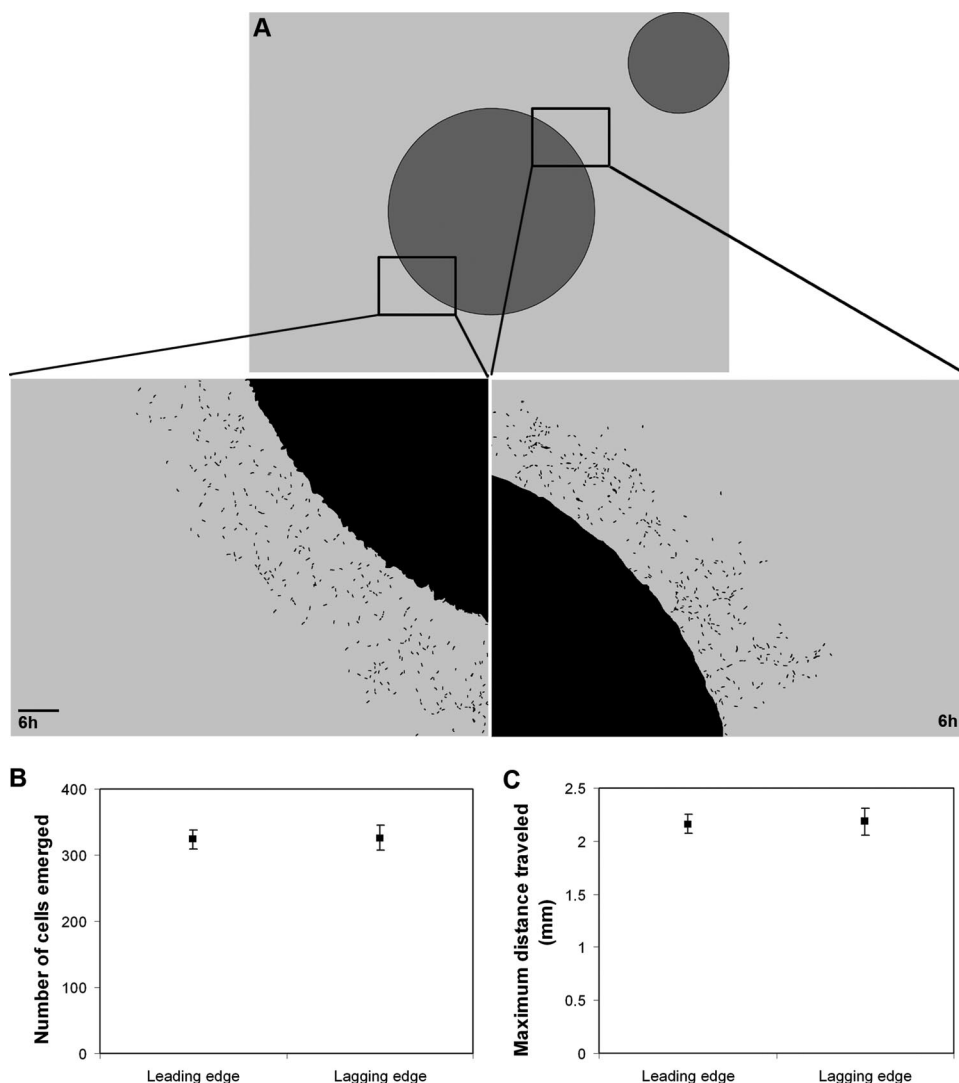 A
6h
6h
B
400
300
200
100
0
Number of cells emerged
Leading edge
Lagging edge
C
2.5
2
1.5
1
0.5
0
Maximum distance traveled
(mm)
Leading edge
Lagging edge